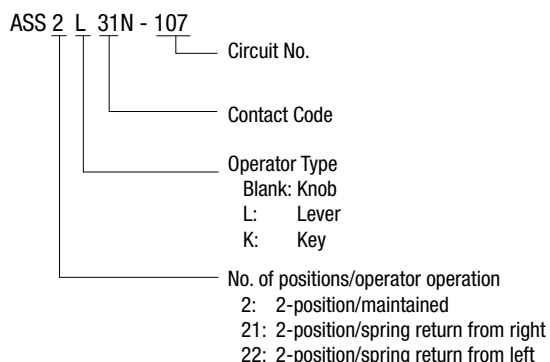 ASS 2 L 31N - 107
Circuit No.
Contact Code
Operator Type
Blank: Knob
L: Lever
K: Key
No. of positions/operator operation
2: 2-position/maintained
21: 2-position/spring return from right
22: 2-position/spring return from left